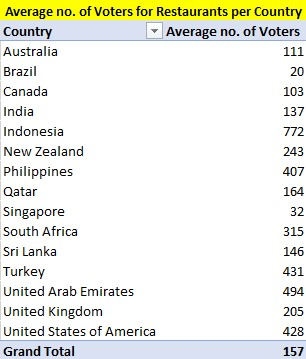 Average no. of Voters for Restaurants per Country
Country Average no. of Voters
Australia 111
Brazil 20
Canada 103
India 137
Indonesia 772
New Zealand 243
Philippines 407
Qatar 164
Singapore 32
South Africa 315
Sri Lanka 146
Turkey 431
United Arab Emirates 494
United Kingdom 205
United States of America 428
Grand Total 157